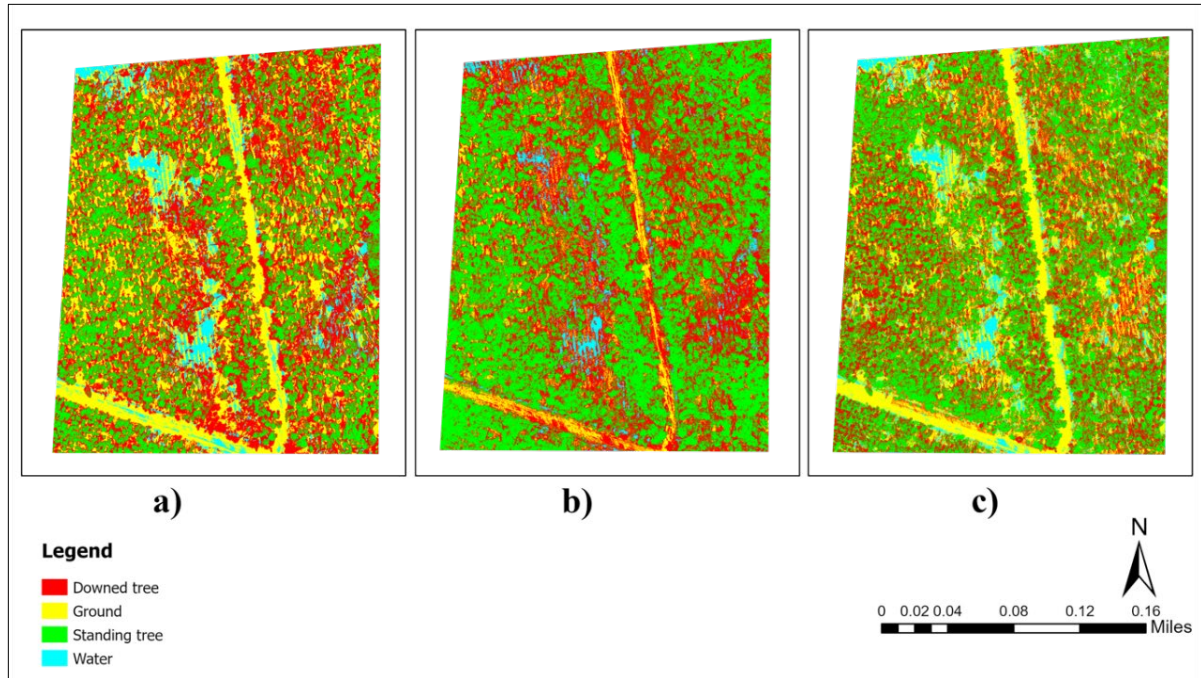 a)
b)
c)
Legend
Downed tree
Ground
Standing tree
Water
N
0 0.02 0.04 0.08 0.12 0.16
Miles